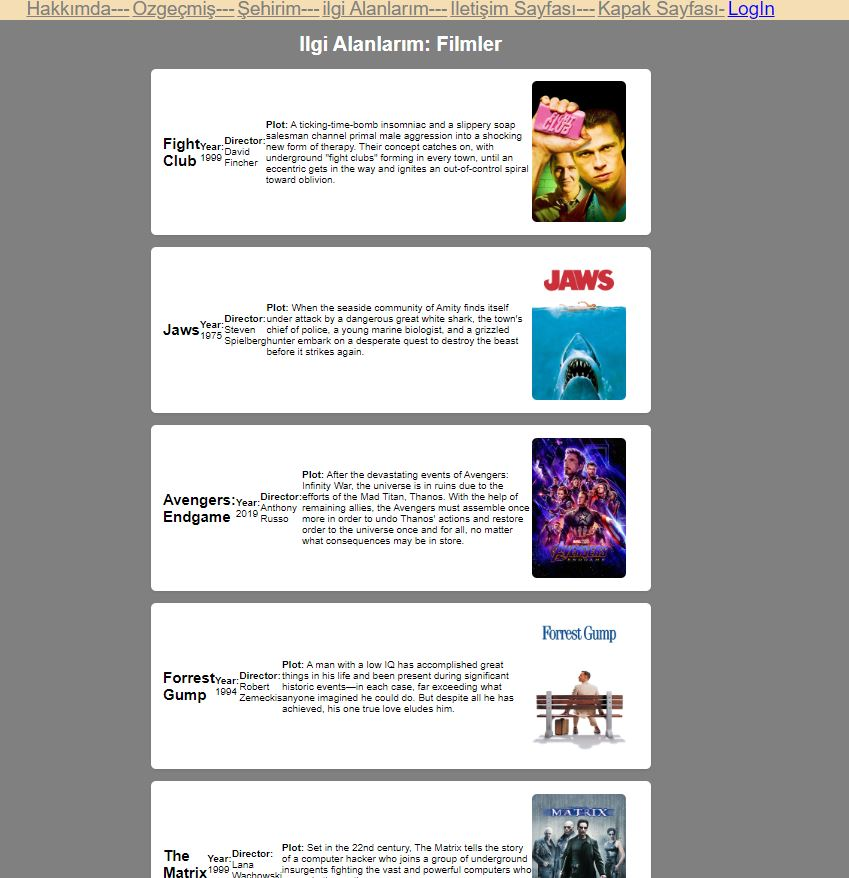 Hakkımda--- Özgeçmiş--- Şehirim--- ilgi Alanlarım--- İletişim Sayfası--- Kapak Sayfası- LogIn
Ilgi Alanlarım: Filmler
Fight
Club
Year:
1999
Director:
David
Fincher
Plot: A ticking-time-bomb insomniac and a slippery soap
salesman channel primal male aggression into a shocking
new form of therapy. Their concept catches on, with
underground "fight clubs" forming in every town, until an
eccentric gets in the way and ignites an out-of-control spiral
toward oblivion.
FIGHT
CLUB
Jaws
Year:
1975
Director:
Steven
Spielberg
Plot: When the seaside community of Amity finds itself
under attack by a dangerous great white shark, the town's
chief of police, a young marine biologist, and a grizzled
hunter embark on a desperate quest to destroy the beast
before it strikes again.
JAWS
Avengers:
Endgame
Year:
2019
Director:
Anthony
Russo
Plot: After the devastating events of Avengers:
Infinity War, the universe is in ruins due to the
efforts of the Mad Titan, Thanos. With the help of
remaining allies, the Avengers must assemble once
more in order to undo Thanos' actions and restore
order to the universe once and for all, no matter
what consequences may be in store.
AVENGERS
ENDGAME
Forrest
Gump
Year:
1994
Director:
Robert
Zemeckis
Plot: A man with a low IQ has accomplished great
things in his life and been present during significant
historic events—in each case, far exceeding what
anyone imagined he could do. But despite all he has
achieved, his one true love eludes him.
Forrest Gump
The
Matrix
Year:
1999
Director:
Lana
Wachowski
Plot: Set in the 22nd century, The Matrix tells the story
of a computer hacker who joins a group of underground
insurgents fighting the vast and powerful computers who
MATRIX